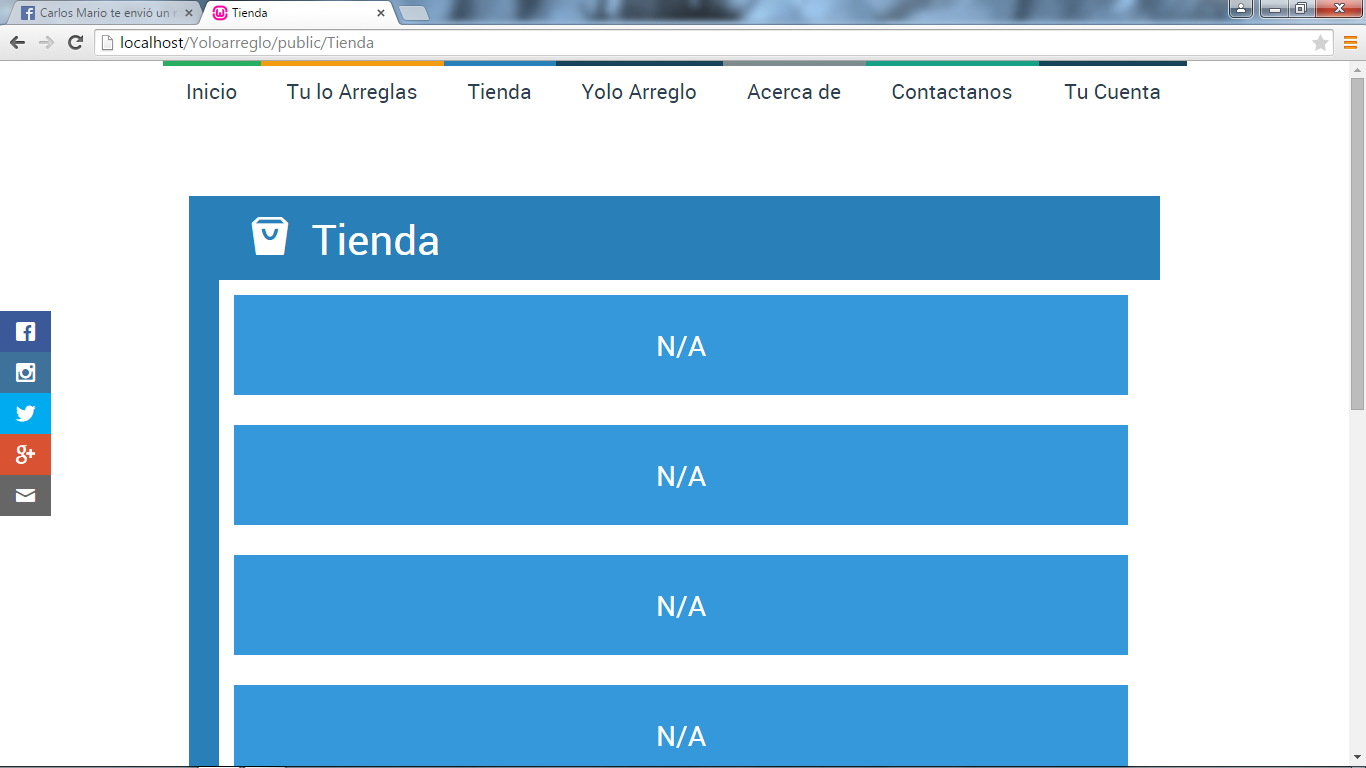 Carlos Mario te envió un
Tienda
localhost/Yoloarreglo/public/Tienda
Inicio
Tu lo Arreglas
Tienda
Yolo Arreglo
Acerca de
Contactanos
Tu Cuenta
Tienda
N/A
N/A
N/A
N/A